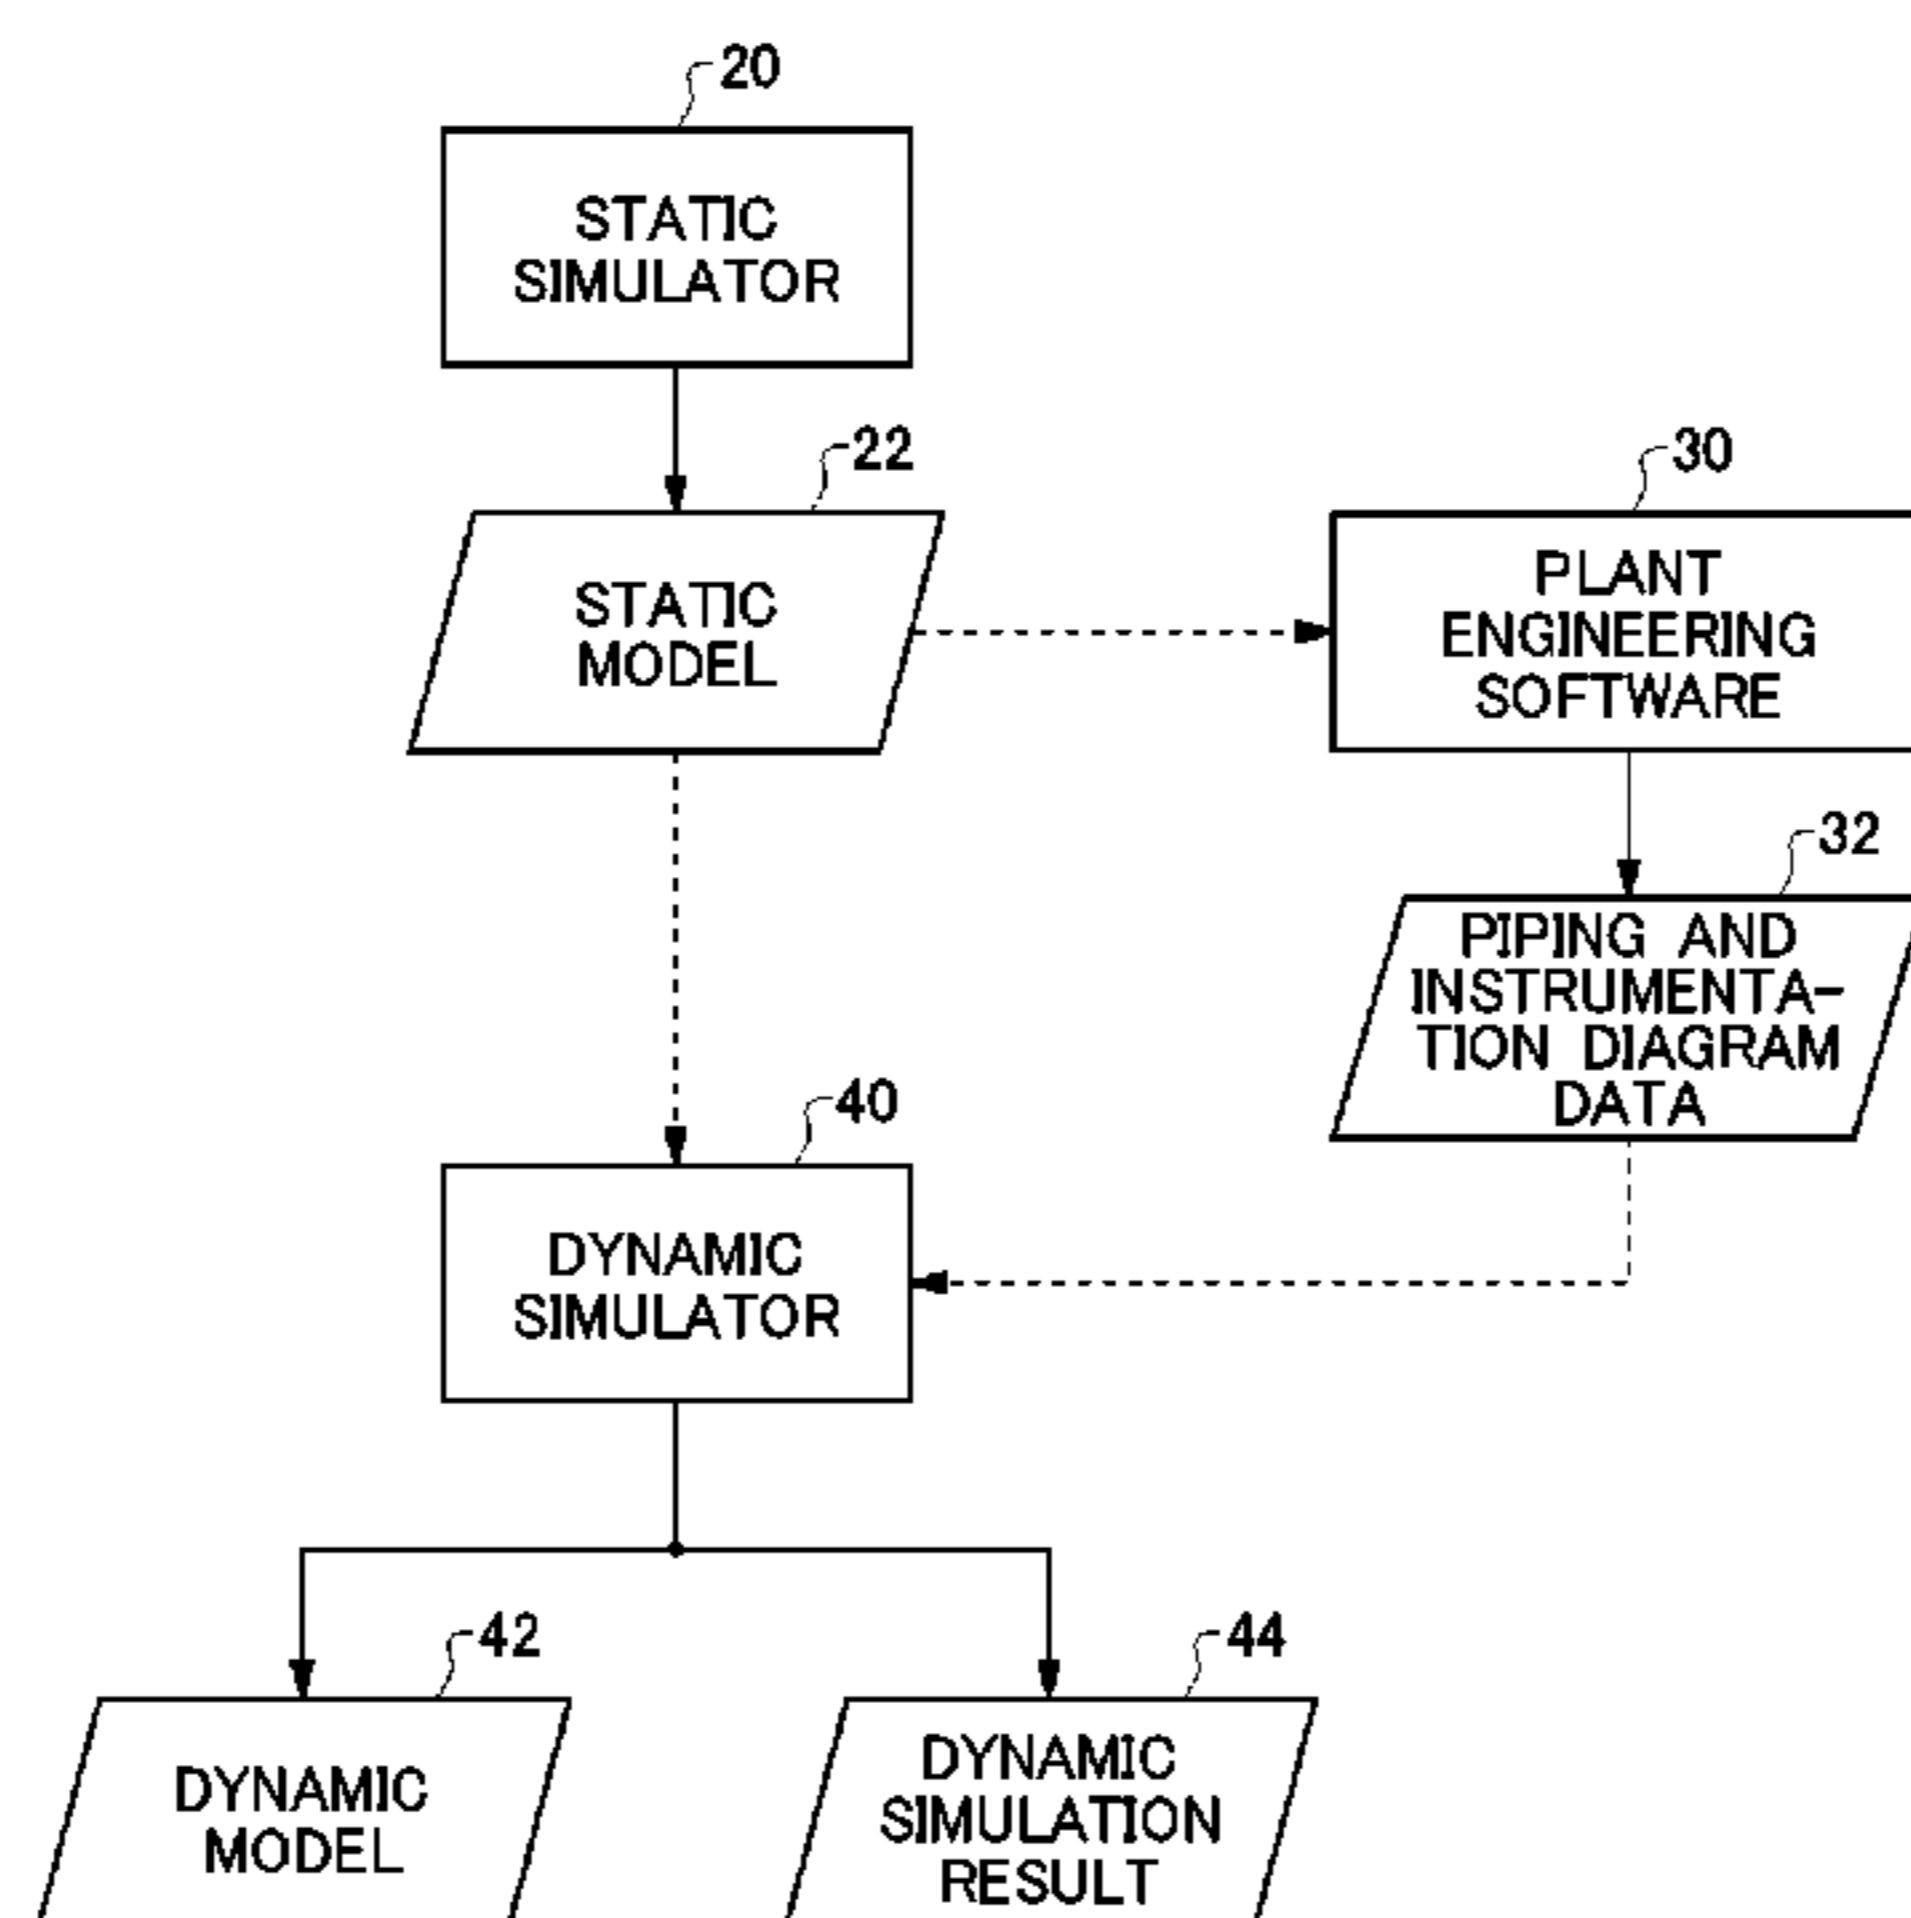 20
STATIC
SIMULATOR
22
STATIC
MODEL
30
PLANT
ENGINEERING
SOFTWARE
32
PIPING AND
INSTRUMENTA-
TION DIAGRAM
DATA
40
DYNAMIC
SIMULATOR
42
DYNAMIC
MODEL
44
DYNAMIC
SIMULATION
RESULT